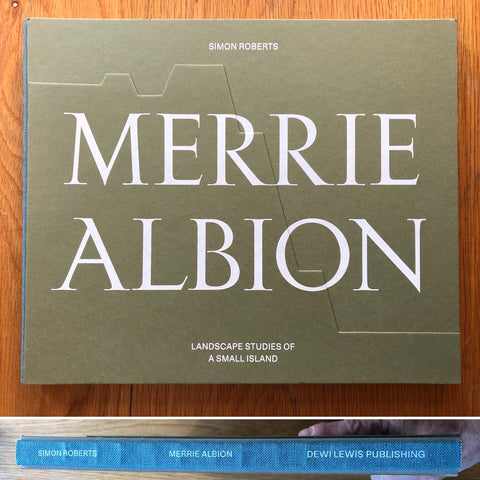 SIMON ROBERTS
MERRIE
ALBION
LANDSCAPE STUDIES OF
A SMALL ISLAND
SIMON ROBERTS MERRIE ALBION DEWI LEWIS PUBLISHING